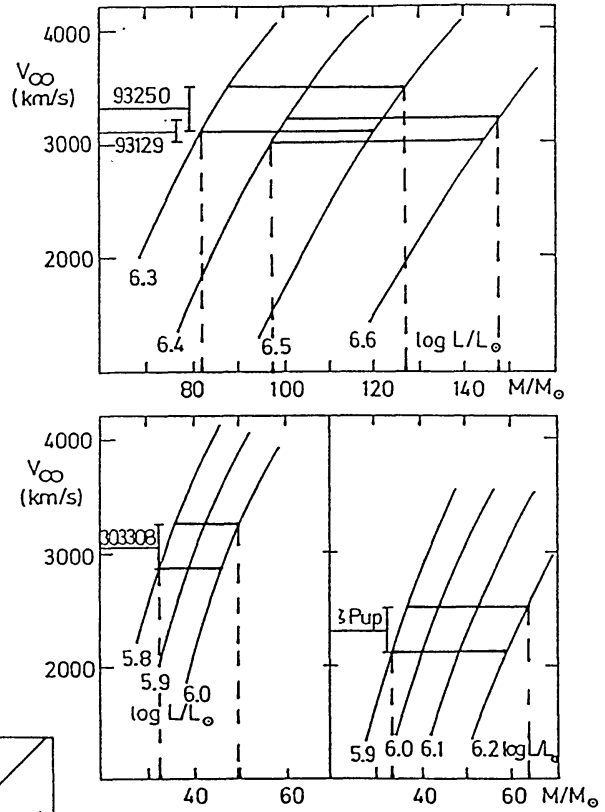 4000
V∞
(km/s)
93250
3000
93129
2000
6.3
6.4
6.5
6.6
log L/L☉
80 100 120 140 M/M☉
4000
V∞
(km/s)
303308
3000
ζ Pup
2000
5.8
5.9
6.0
log L/L☉
5.9 6.0 6.1 6.2 log L/L☉
40 60 40 60 M/M☉